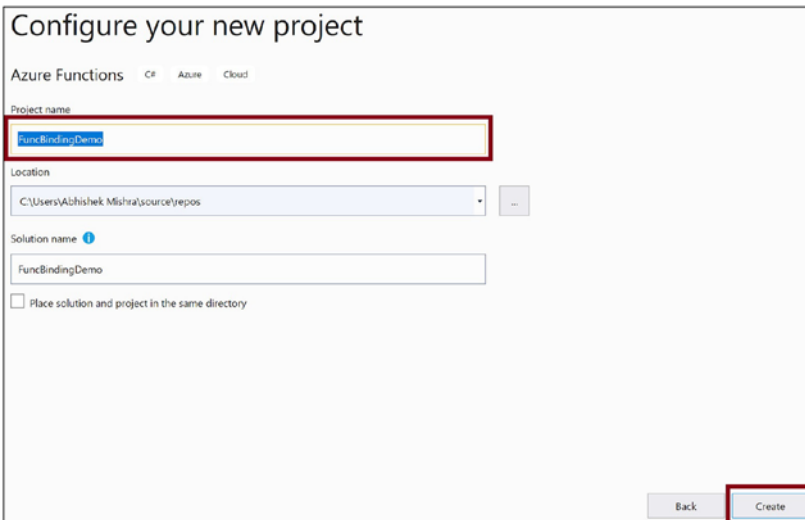 Configure your new project
Azure Functions C# Azure Cloud
Project name
FuncBindingDemo
Location
C:\Users\Abhishek Mishra\source\repos
...
Solution name
FuncBindingDemo
Place solution and project in the same directory
Back Create